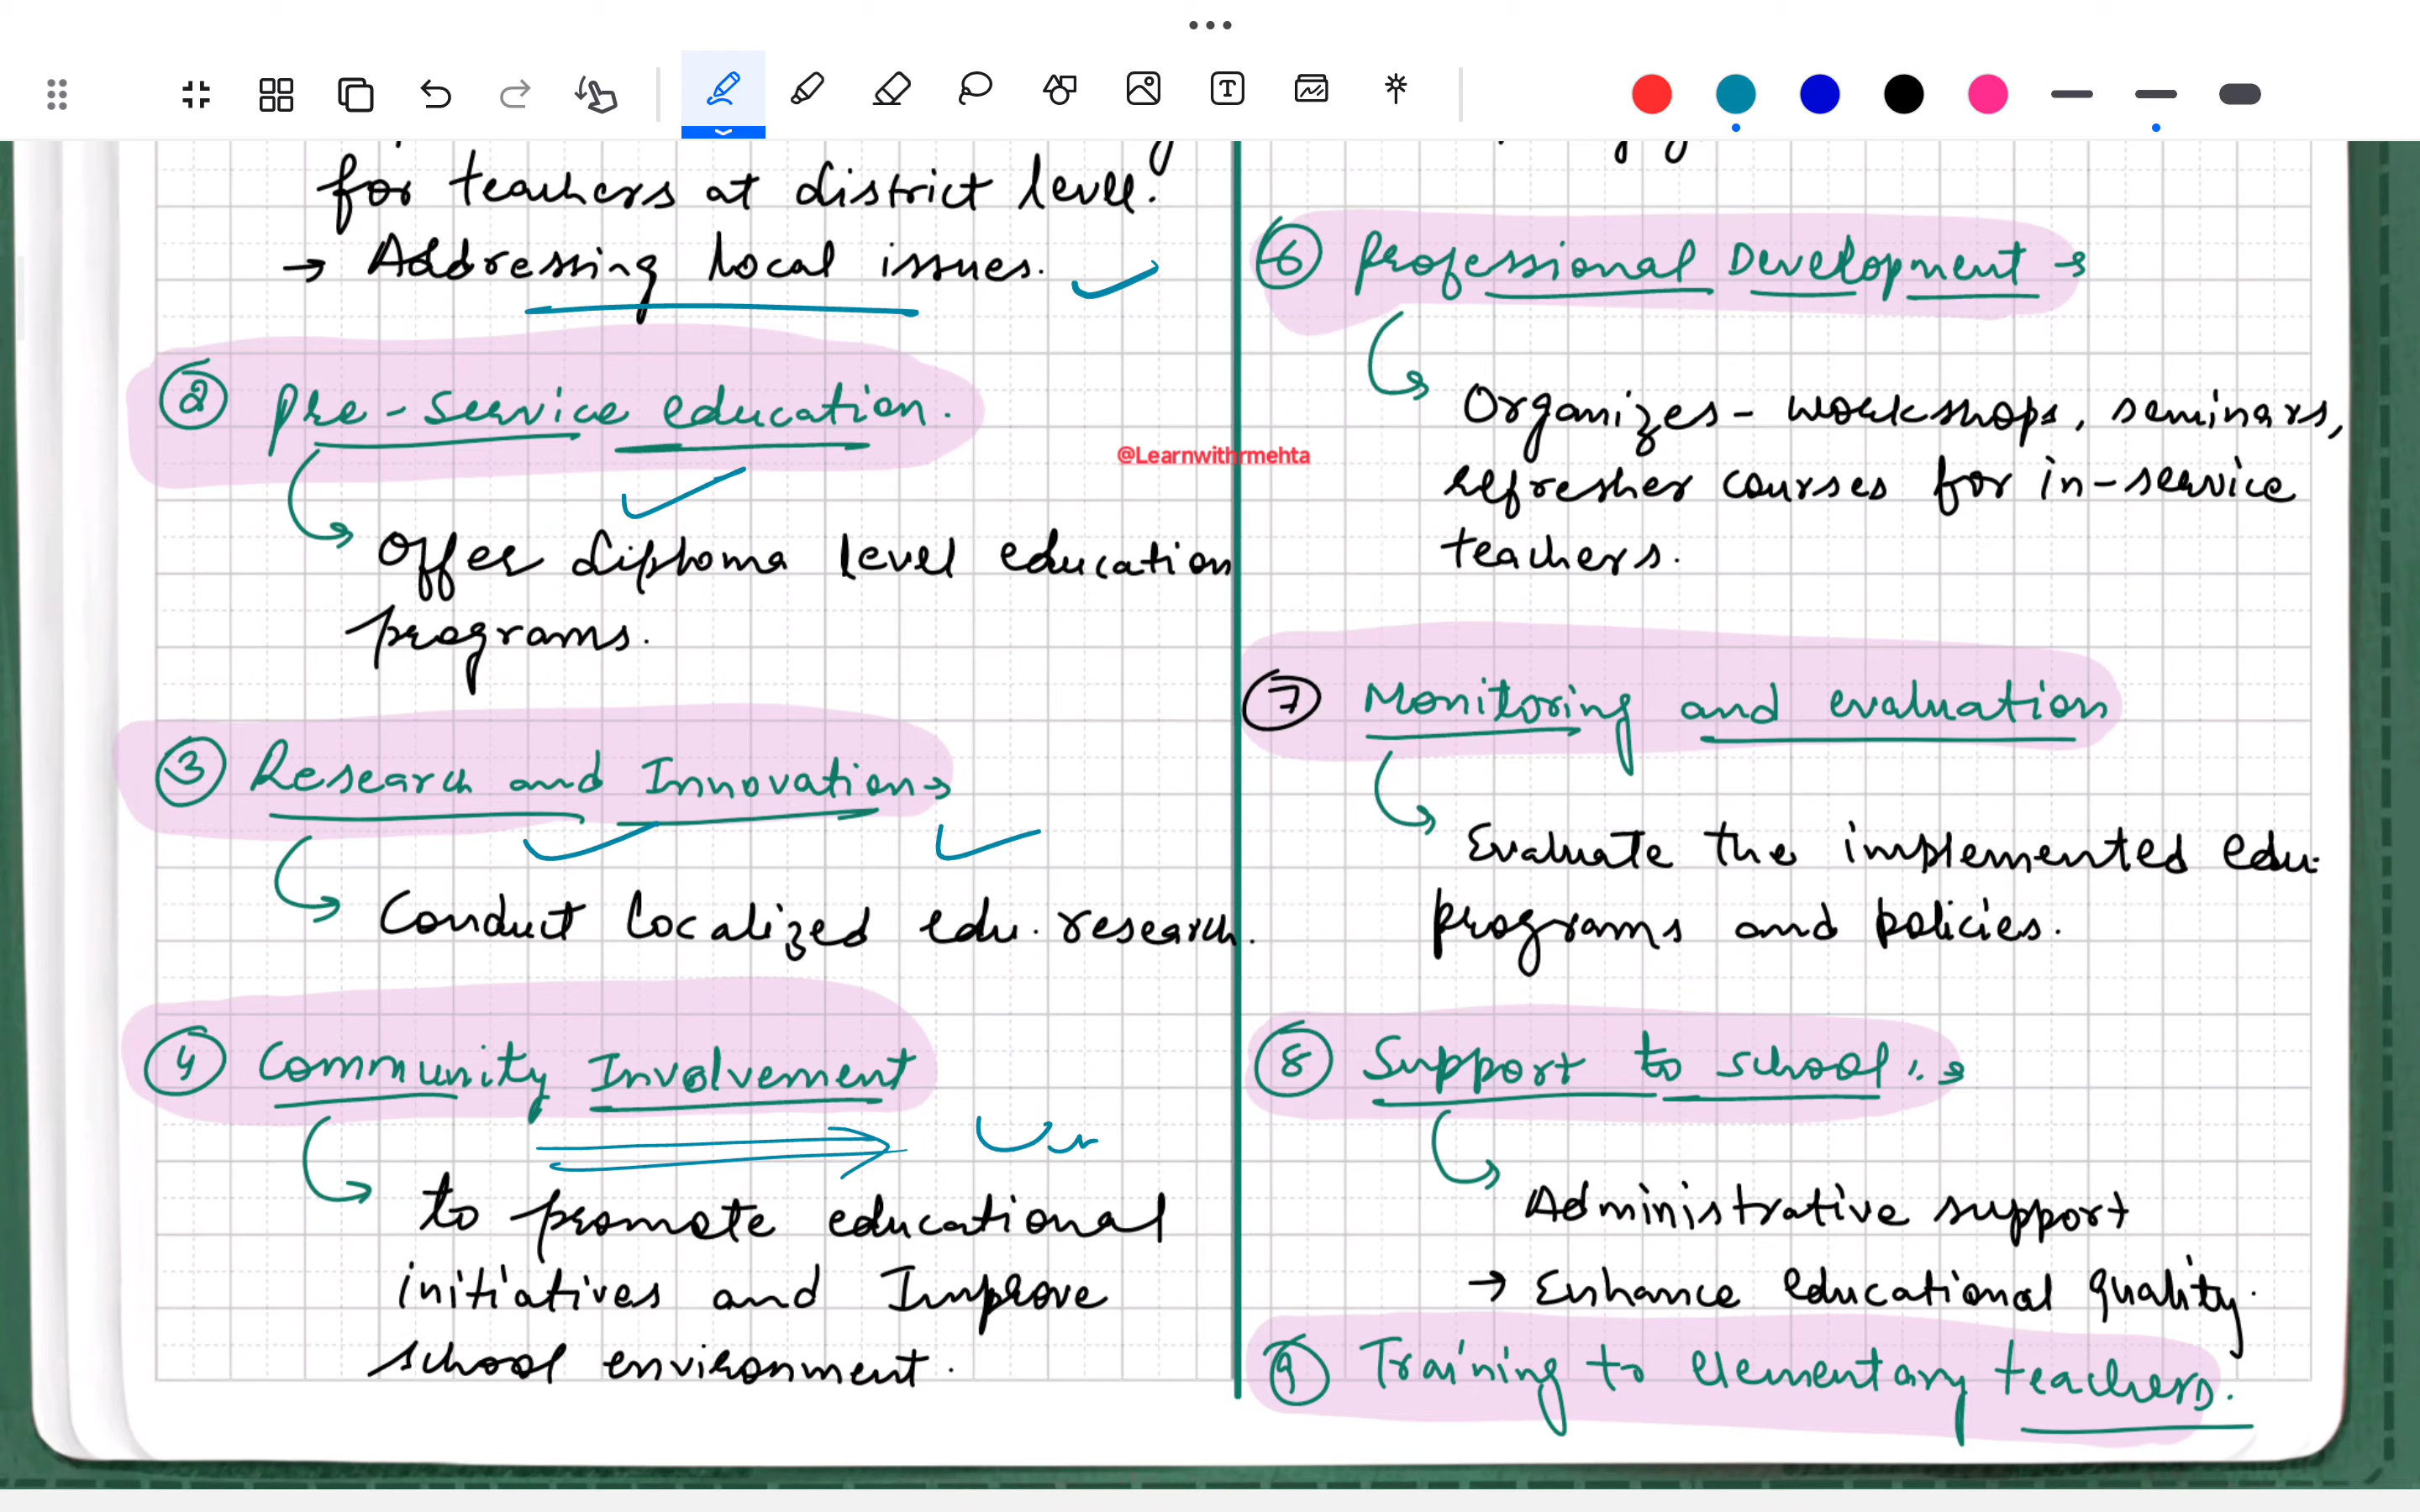 for teachers at district level.
→ Addressing local issues.
② Pre-service education.
Offer diploma level education
programs.
③ Research and Innovation→
Conduct localized edu. research.
④ Community Involvement
to promote educational
initiatives and Improve
school environment.
@Learnwithrmehta
⑥ Professional Development →
Organizes - workshops, seminars,
refresher courses for in-service
teachers.
⑦ Monitoring and evaluation
Evaluate the implemented edu.
programs and policies.
⑧ Support to school :→
Administrative support
→ Enhance educational quality.
⑨ Training to elementary teachers.